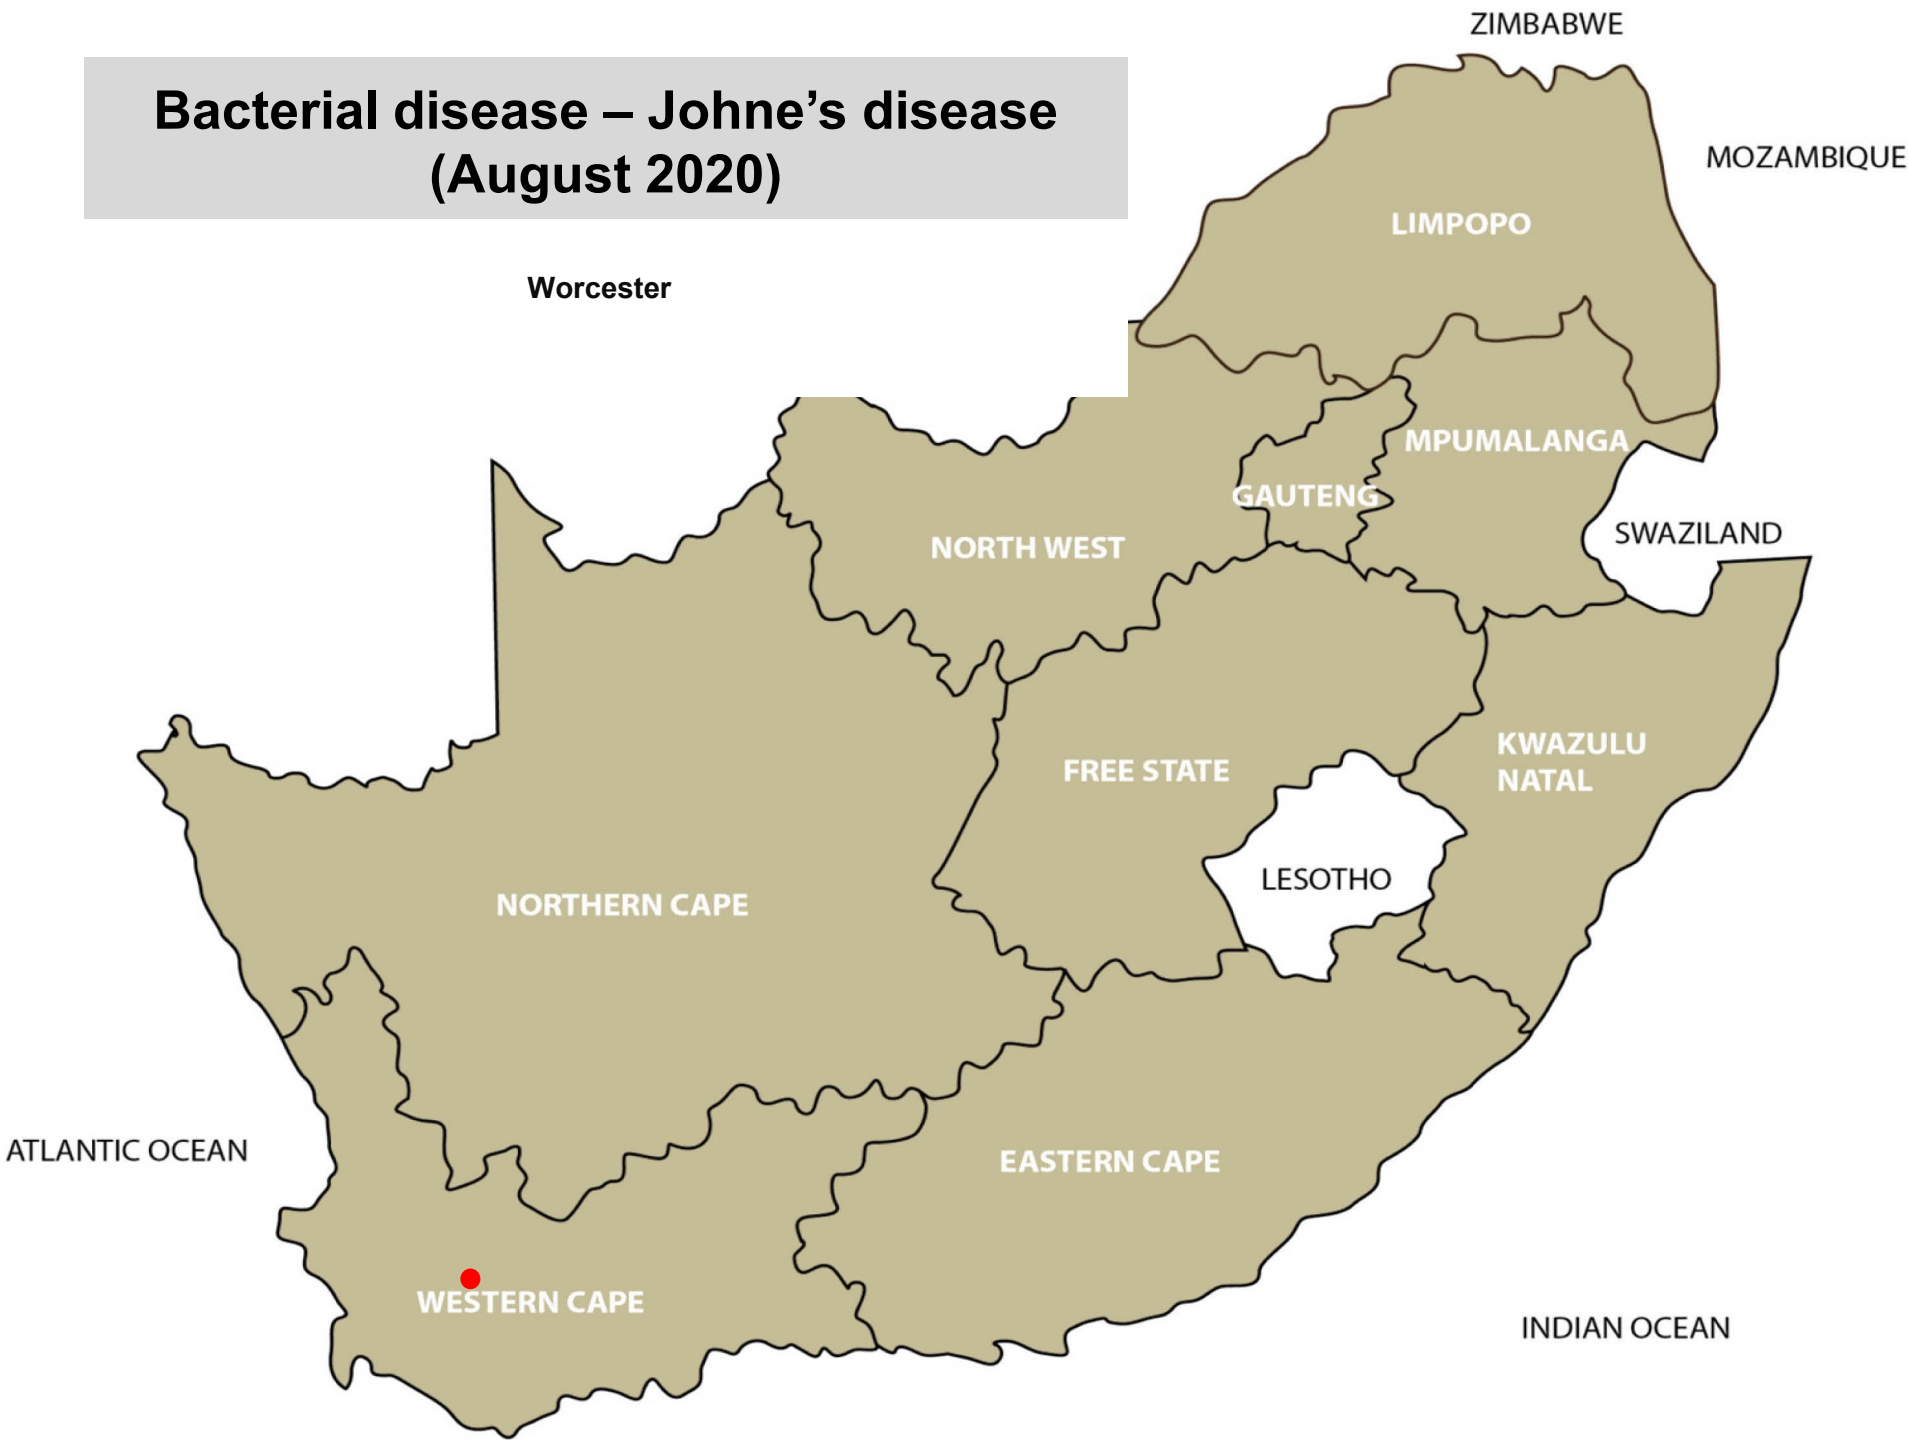 ZIMBABWE
Bacterial disease – Johne’s disease
(August 2020)
MOZAMBIQUE
LIMPOPO
Worcester
MPUMALANGA
GAUTENG
SWAZILAND
NORTH WEST
KWAZULU
NATAL
FREE STATE
LESOTHO
NORTHERN CAPE
ATLANTIC OCEAN
EASTERN CAPE
WESTERN CAPE
INDIAN OCEAN